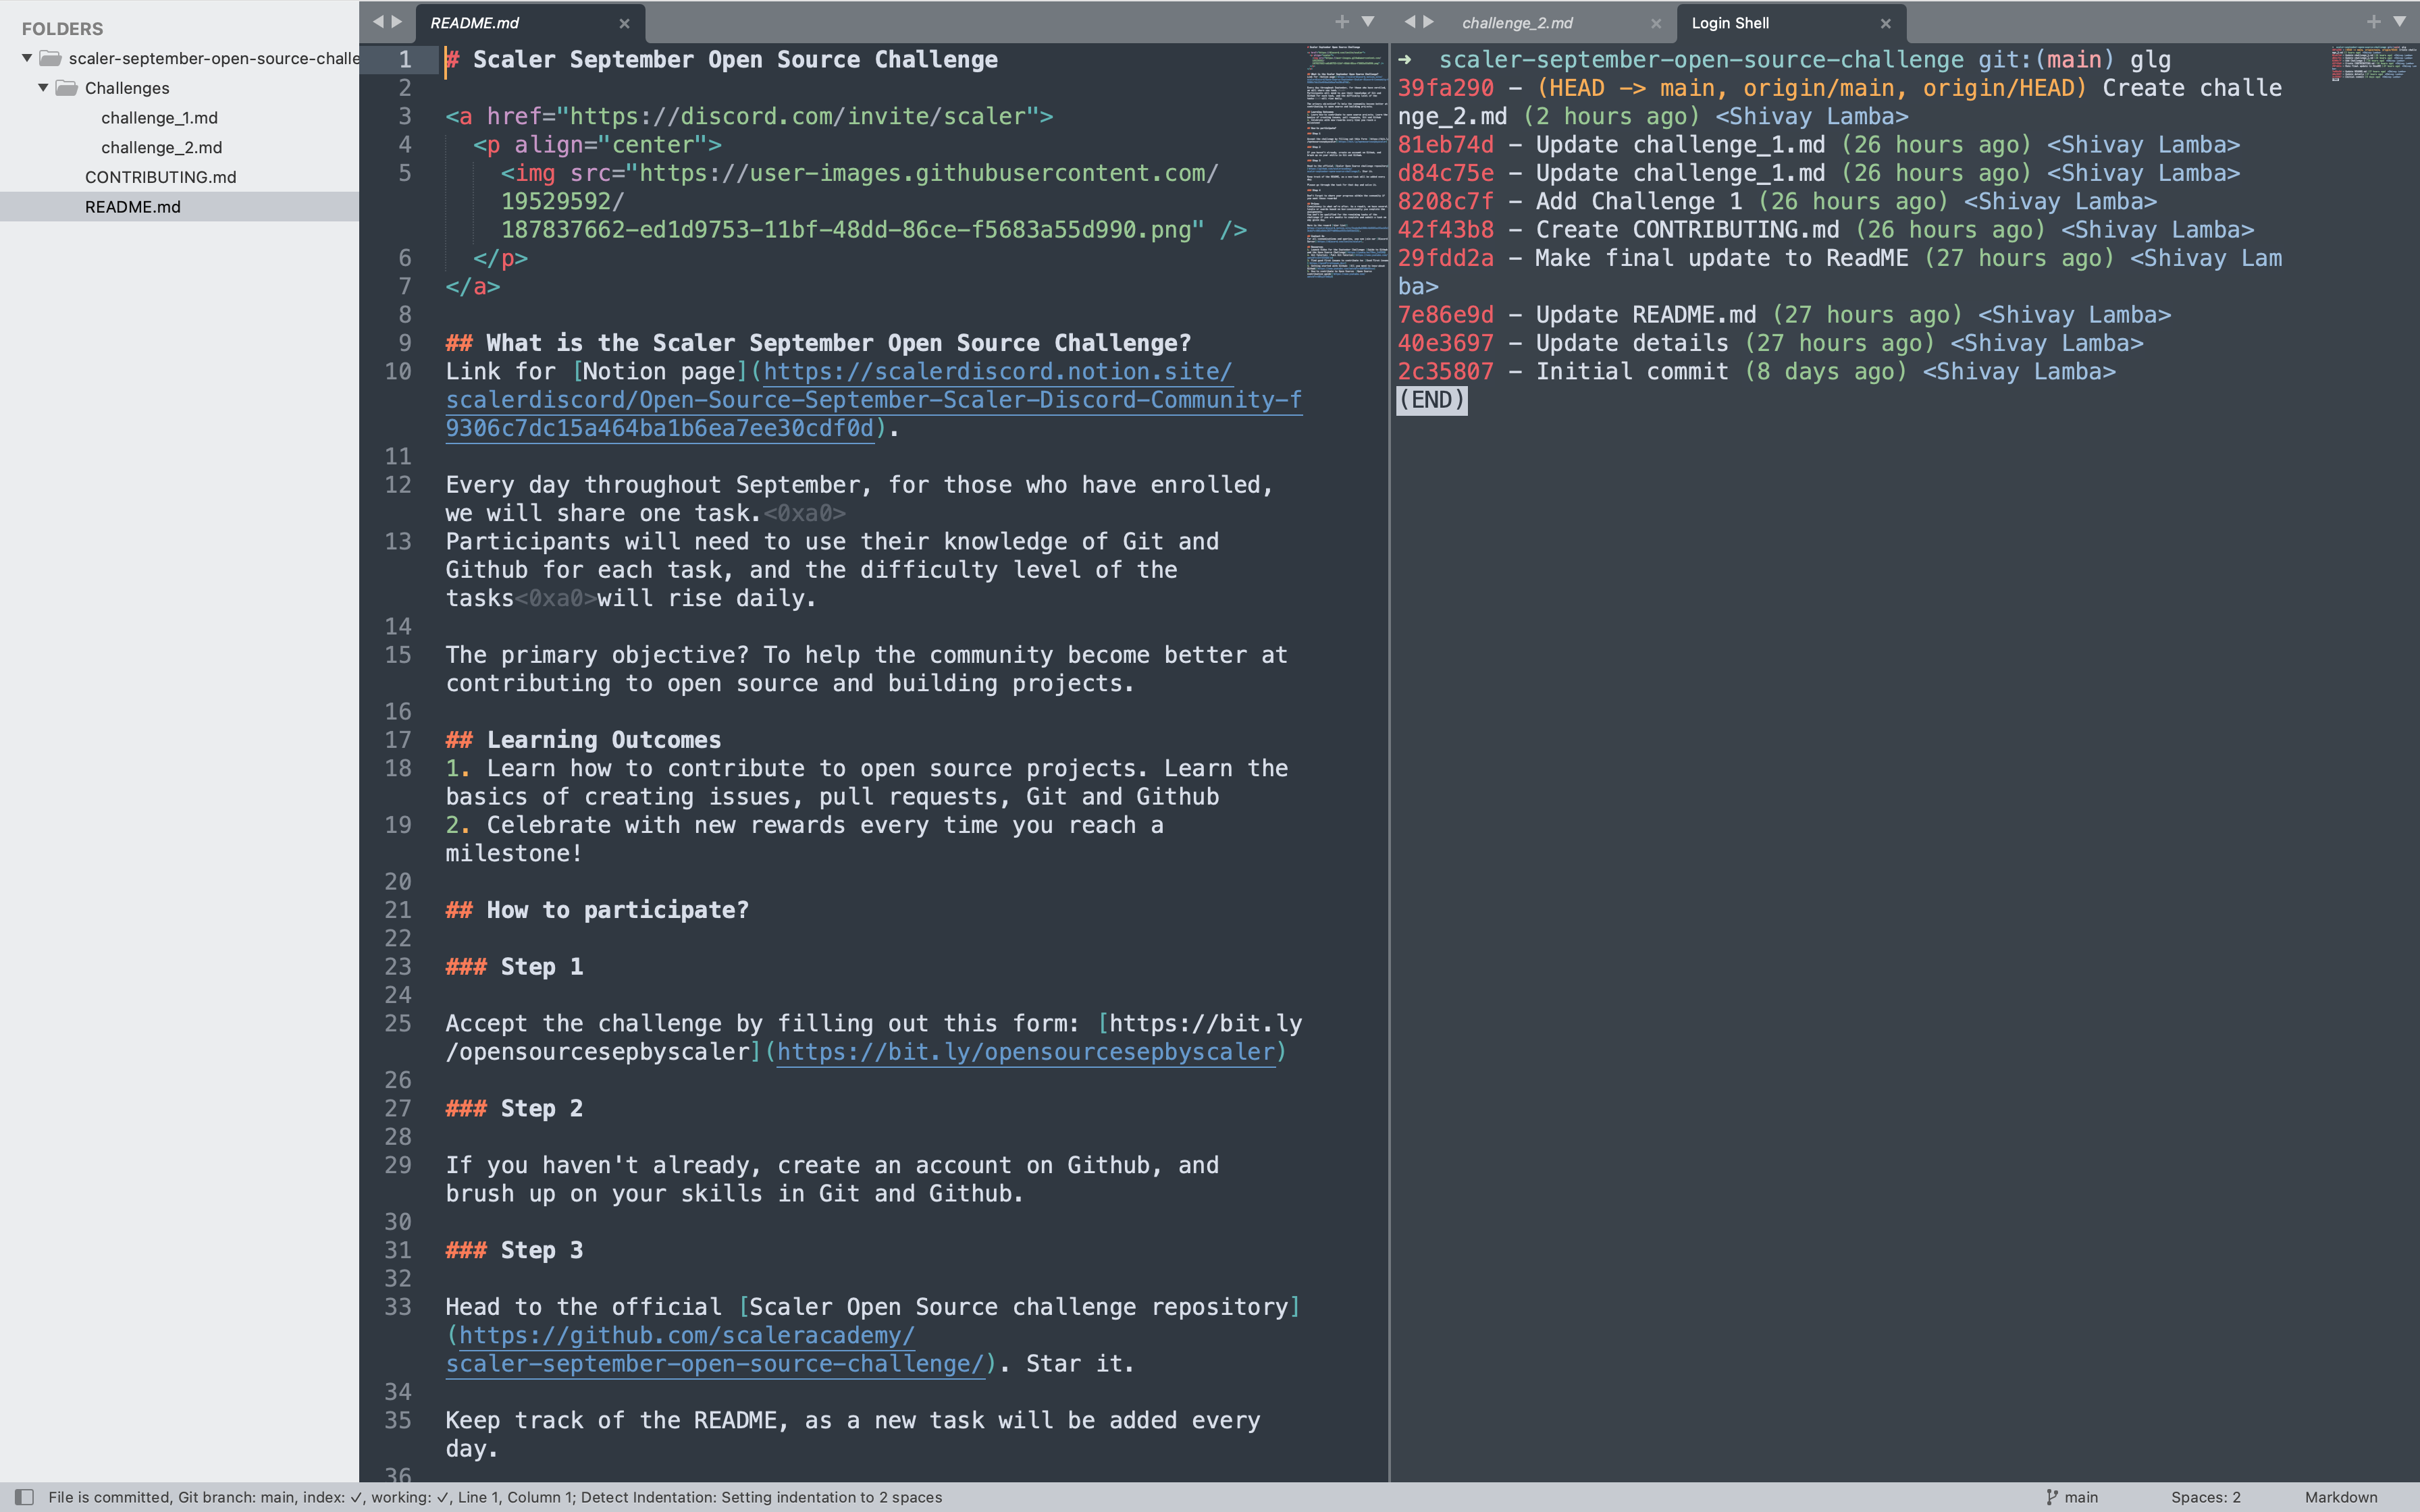 FOLDERS
scaler-september-open-source-challe
Challenges
challenge_1.md
challenge_2.md
CONTRIBUTING.md
README.md
README.md
1 # Scaler September Open Source Challenge
2
3 <a href="https://discord.com/invite/scaler">
4 <p align="center">
5 <img src="https://user-images.githubusercontent.com/
19529592/
187837662-ed1d9753-11bf-48dd-86ce-f5683a55d990.png" />
6 </p>
7 </a>
8
9 ## What is the Scaler September Open Source Challenge?
10 Link for [Notion page](https://scalerdiscord.notion.site/
scalerdiscord/Open-Source-September-Scaler-Discord-Community-f
9306c7dc15a464ba1b6ea7ee30cdf0d).
11
12 Every day throughout September, for those who have enrolled,
we will share one task.<0xa0>
13 Participants will need to use their knowledge of Git and
Github for each task, and the difficulty level of the
tasks<0xa0>will rise daily.
14
15 The primary objective? To help the community become better at
contributing to open source and building projects.
16
17 ## Learning Outcomes
18 1. Learn how to contribute to open source projects. Learn the
basics of creating issues, pull requests, Git and Github
19 2. Celebrate with new rewards every time you reach a
milestone!
20
21 ## How to participate?
22
23 ### Step 1
24
25 Accept the challenge by filling out this form: [https://bit.ly
/opensourcesepbyscaler](https://bit.ly/opensourcesepbyscaler)
26
27 ### Step 2
28
29 If you haven't already, create an account on Github, and
brush up on your skills in Git and Github.
30
31 ### Step 3
32
33 Head to the official [Scaler Open Source challenge repository]
(https://github.com/scaleracademy/
scaler-september-open-source-challenge/). Star it.
34
35 Keep track of the README, as a new task will be added every
day.
36
challenge_2.md
Login Shell
➜ scaler-september-open-source-challenge git:(main) glg
39fa290 - (HEAD -> main, origin/main, origin/HEAD) Create challe
nge_2.md (2 hours ago) <Shivay Lamba>
81eb74d - Update challenge_1.md (26 hours ago) <Shivay Lamba>
d84c75e - Update challenge_1.md (26 hours ago) <Shivay Lamba>
8208c7f - Add Challenge 1 (26 hours ago) <Shivay Lamba>
42f43b8 - Create CONTRIBUTING.md (26 hours ago) <Shivay Lamba>
29fdd2a - Make final update to ReadME (27 hours ago) <Shivay Lam
ba>
7e86e9d - Update README.md (27 hours ago) <Shivay Lamba>
40e3697 - Update details (27 hours ago) <Shivay Lamba>
2c35807 - Initial commit (8 days ago) <Shivay Lamba>
(END)
File is committed, Git branch: main, index: ✓, working: ✓, Line 1, Column 1; Detect Indentation: Setting indentation to 2 spaces
main
Spaces: 2
Markdown